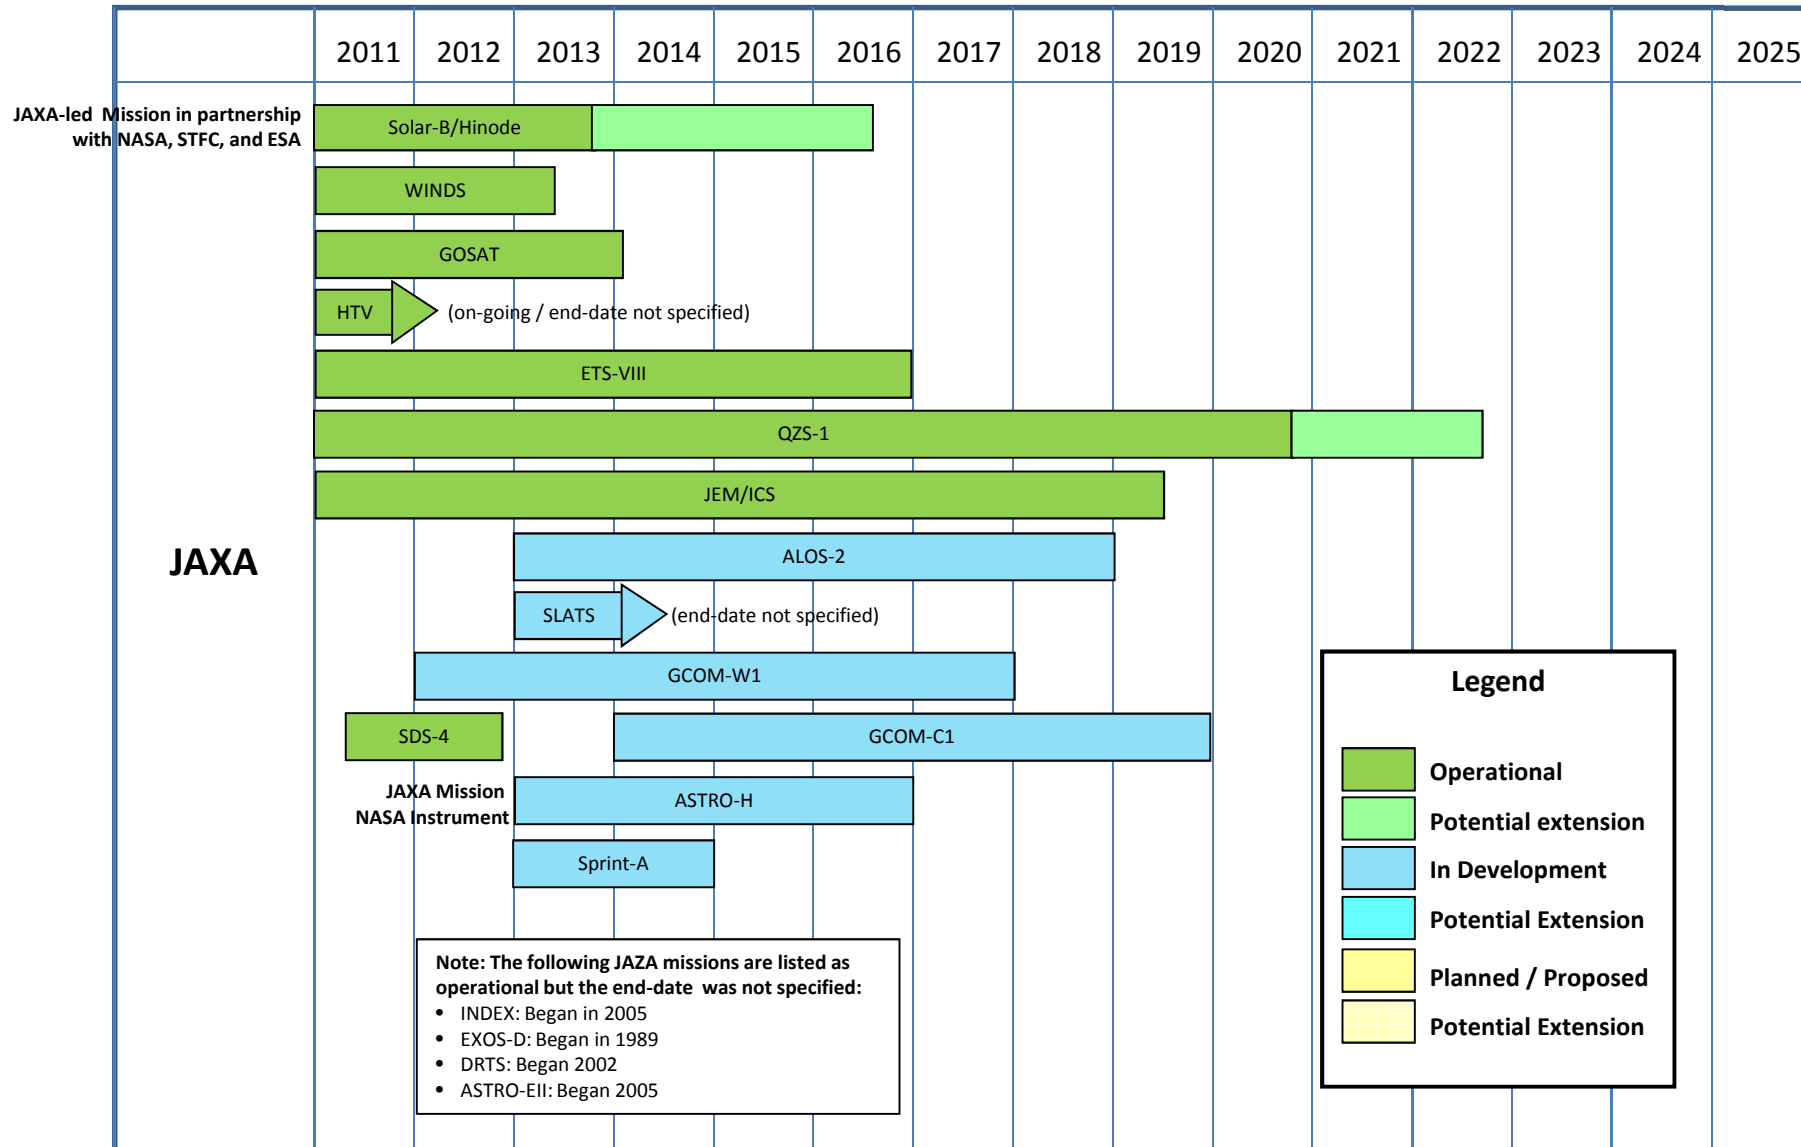 2011 2012 2013 2014 2015 2016 2017 2018 2019 2020 2021 2022 2023 2024 2025
JAXA-led  Mission in partnership
with NASA, STFC, and ESA
Solar-B/Hinode
WINDS
GOSAT
HTV
(on-going / end-date not specified)
ETS-VIII
QZS-1
JEM/ICS
JAXA
ALOS-2
SLATS
(end-date not specified)
GCOM-W1
SDS-4
GCOM-C1
JAXA Mission
NASA Instrument
ASTRO-H
Sprint-A
Note: The following JAZA missions are listed as
operational but the end-date  was not specified:
• INDEX: Began in 2005
• EXOS-D: Began in 1989
• DRTS: Began 2002
• ASTRO-EII: Began 2005
Legend
Operational
Potential extension
In Development
Potential Extension
Planned / Proposed
Potential Extension